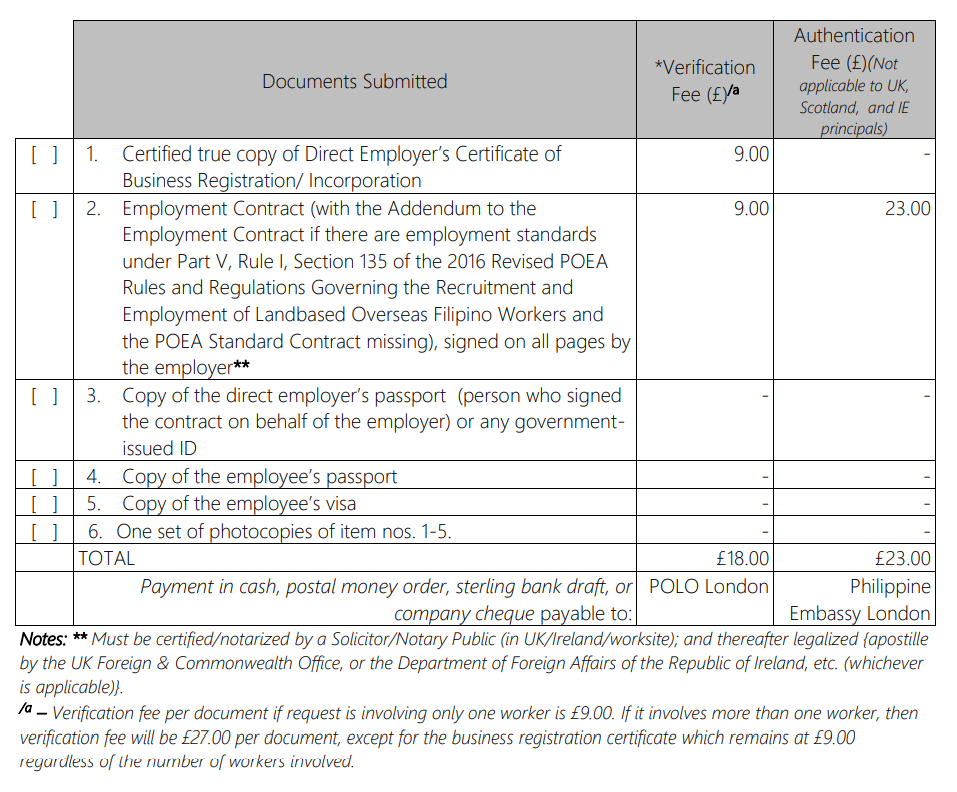 Documents Submitted
*Verification
Fee (£)/a
Authentication
Fee (£)(Not
applicable to UK,
Scotland, and IE
principals)
[ ] 1. Certified true copy of Direct Employer’s Certificate of 9.00 -
Business Registration/ Incorporation
[ ] 2. Employment Contract (with the Addendum to the 9.00 23.00
Employment Contract if there are employment standards
under Part V, Rule I, Section 135 of the 2016 Revised POEA
Rules and Regulations Governing the Recruitment and
Employment of Landbased Overseas Filipino Workers and
the POEA Standard Contract missing), signed on all pages by
the employer**
[ ] 3. Copy of the direct employer’s passport (person who signed - -
the contract on behalf of the employer) or any government-
issued ID
[ ] 4. Copy of the employee’s passport - -
[ ] 5. Copy of the employee’s visa - -
[ ] 6. One set of photocopies of item nos. 1-5. - -
TOTAL £18.00 £23.00
Payment in cash, postal money order, sterling bank draft, or POLO London Philippine
company cheque payable to: Embassy London
Notes: ** Must be certified/notarized by a Solicitor/Notary Public (in UK/Ireland/worksite); and thereafter legalized {apostille
by the UK Foreign & Commonwealth Office, or the Department of Foreign Affairs of the Republic of Ireland, etc. (whichever
is applicable)}.
/a – Verification fee per document if request is involving only one worker is £9.00. If it involves more than one worker, then
verification fee will be £27.00 per document, except for the business registration certificate which remains at £9.00
regardless of the number of workers involved.